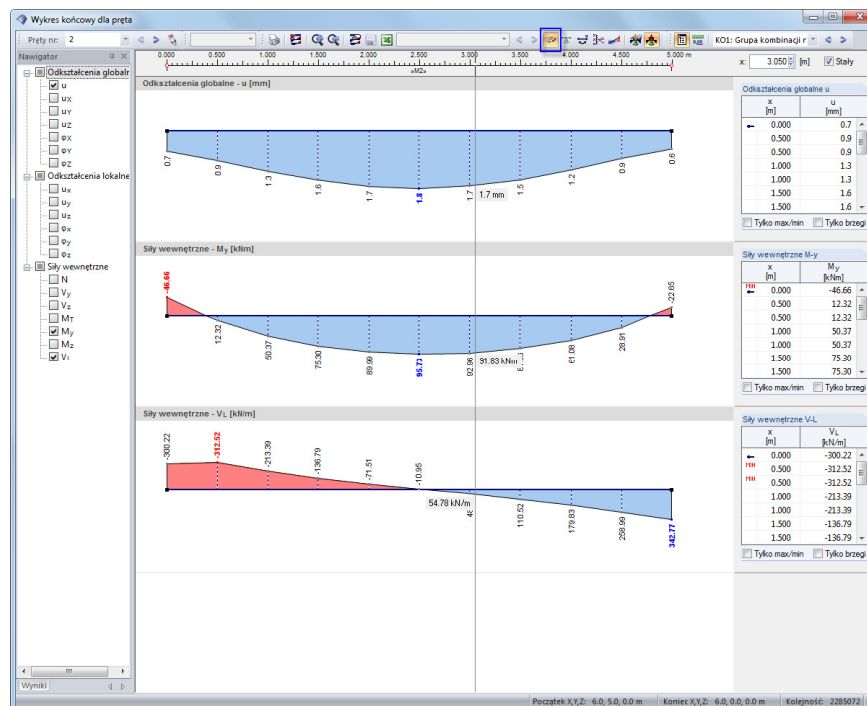 Wykres końcowy dla pręta
Pręty nr: 2
KO1: Grupa kombinacji r
Nawigator
Odkształcenia globaln
u
uX
uY
uZ
φX
φY
φZ
Odkształcenia lokalne
ux
uy
uz
φx
φy
φz
Siły wewnętrzne
N
Vy
Vz
MT
My
Mz
VL
Wyniki
0.000 0.500 1.000 1.500 2.000 2.500 3.000 3.500 4.000 4.500 5.000 m
»M2»
Odkształcenia globalne - u [mm]
0.7 0.9 1.3 1.6 1.7 1.8 1.7 1.5 1.2 0.9 0.6
1.7 mm
Siły wewnętrzne - My [kNm]
-46.66 12.32 50.37 75.30 89.99 95.73 92.96 61.08 28.91 -22.65
91.83 kNm
Siły wewnętrzne - VL [kN/m]
-300.22 -312.52 -213.39 -136.79 -71.51 -10.95 110.52 179.83 258.99 342.77
54.78 kN/m
x: 3.050 [m] Stały
Odkształcenia globalne u
x u
[m] [mm]
0.000 0.7
0.500 0.9
0.500 0.9
1.000 1.3
1.000 1.3
1.500 1.6
1.500 1.6
Tylko max/min Tylko brzegi
Siły wewnętrzne M-y
x My
[m] [kNm]
0.000 -46.66
0.500 12.32
0.500 12.32
1.000 50.37
1.000 50.37
1.500 75.30
1.500 75.30
Tylko max/min Tylko brzegi
Siły wewnętrzne V-L
x VL
[m] [kN/m]
0.000 -300.22
0.500 -312.52
0.500 -312.52
1.000 -213.39
1.000 -213.39
1.500 -136.79
1.500 -136.79
Tylko max/min Tylko brzegi
Początek X,Y,Z: 6.0, 5.0, 0.0 m Koniec X,Y,Z: 6.0, 0.0, 0.0 m Kolejność: 2285072